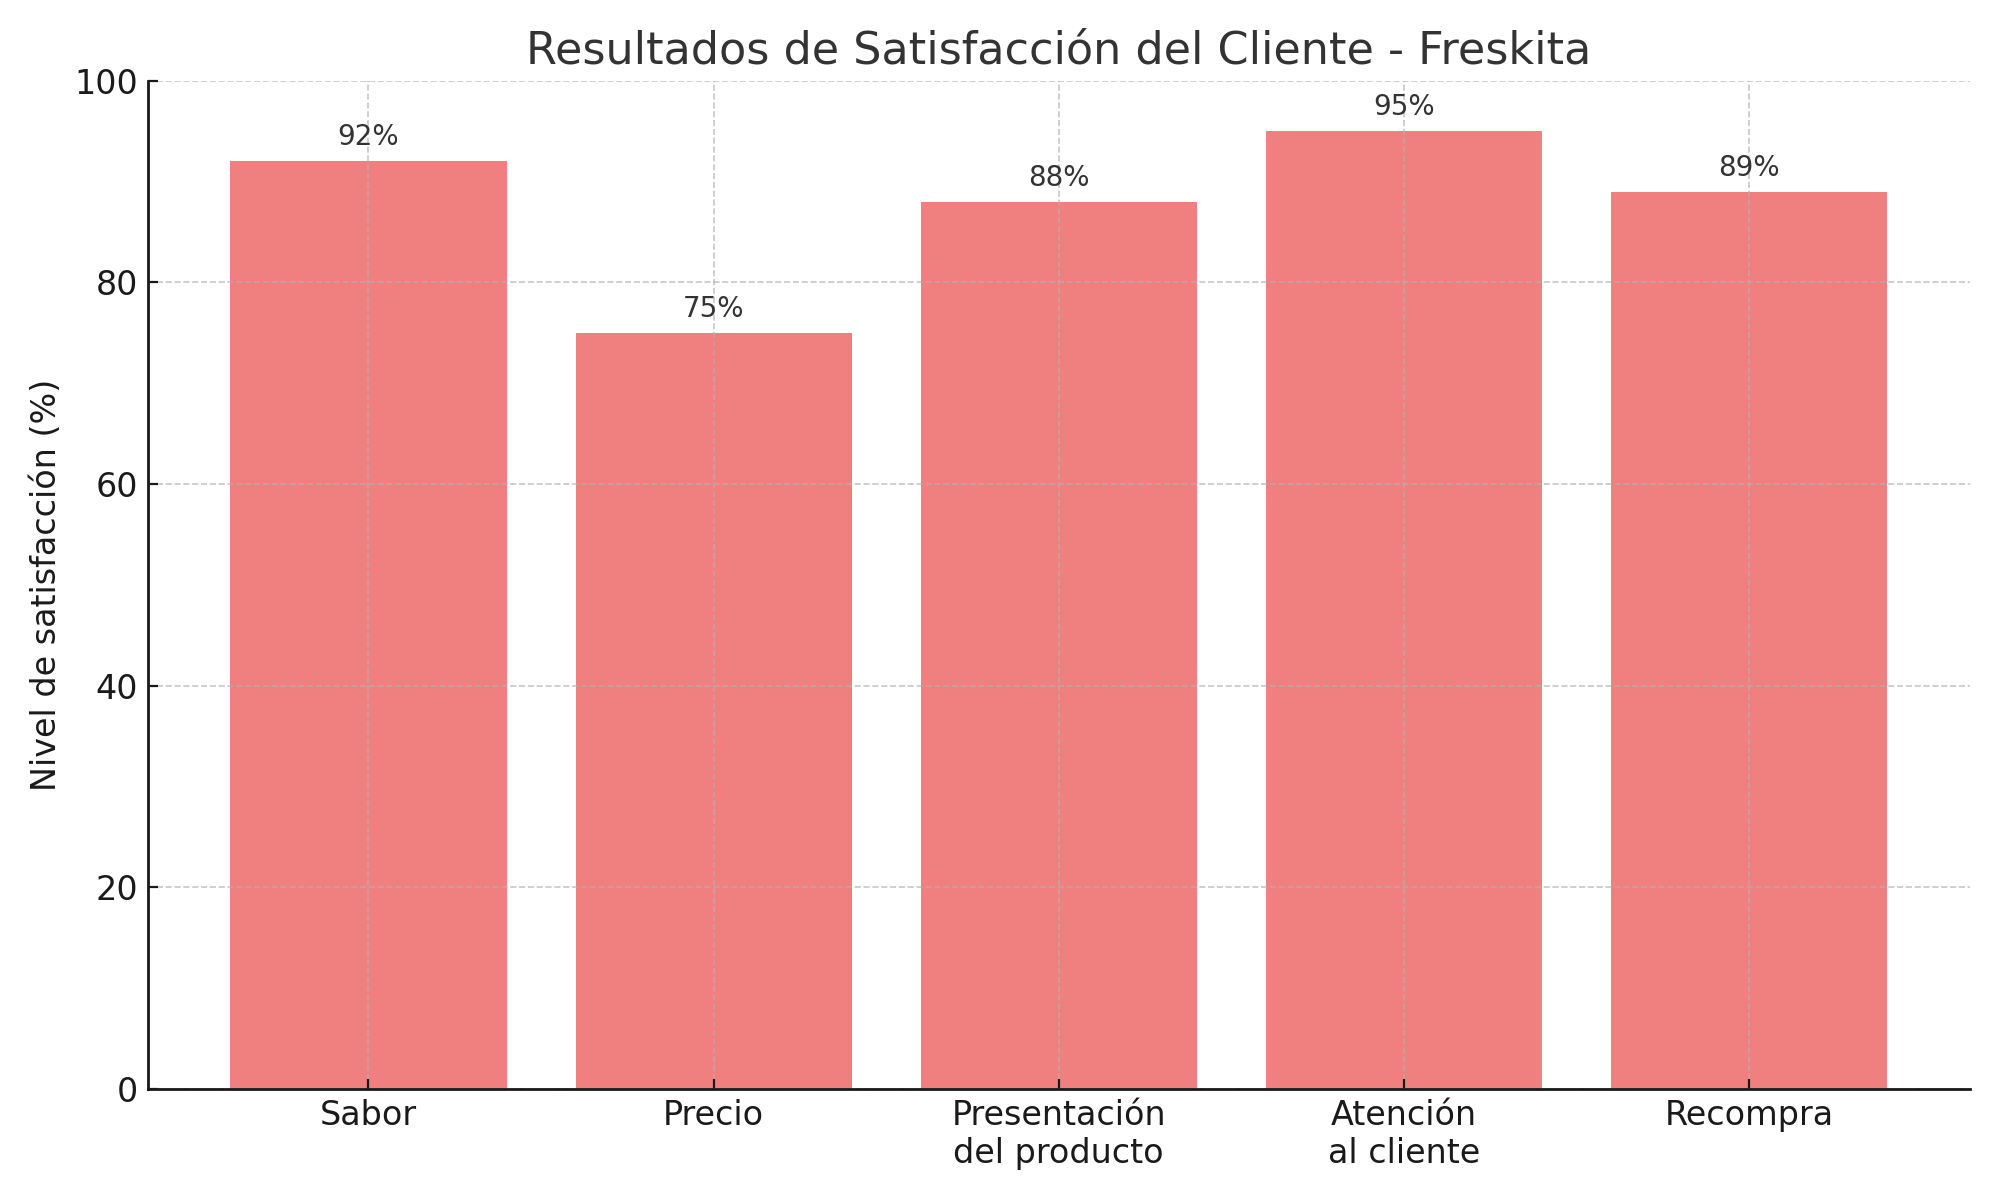 Resultados de Satisfacción del Cliente - Freskita
Nivel de satisfacción (%)
100
80
60
40
20
0
92%
75%
88%
95%
89%
Sabor
Precio
Presentación
del producto
Atención
al cliente
Recompra